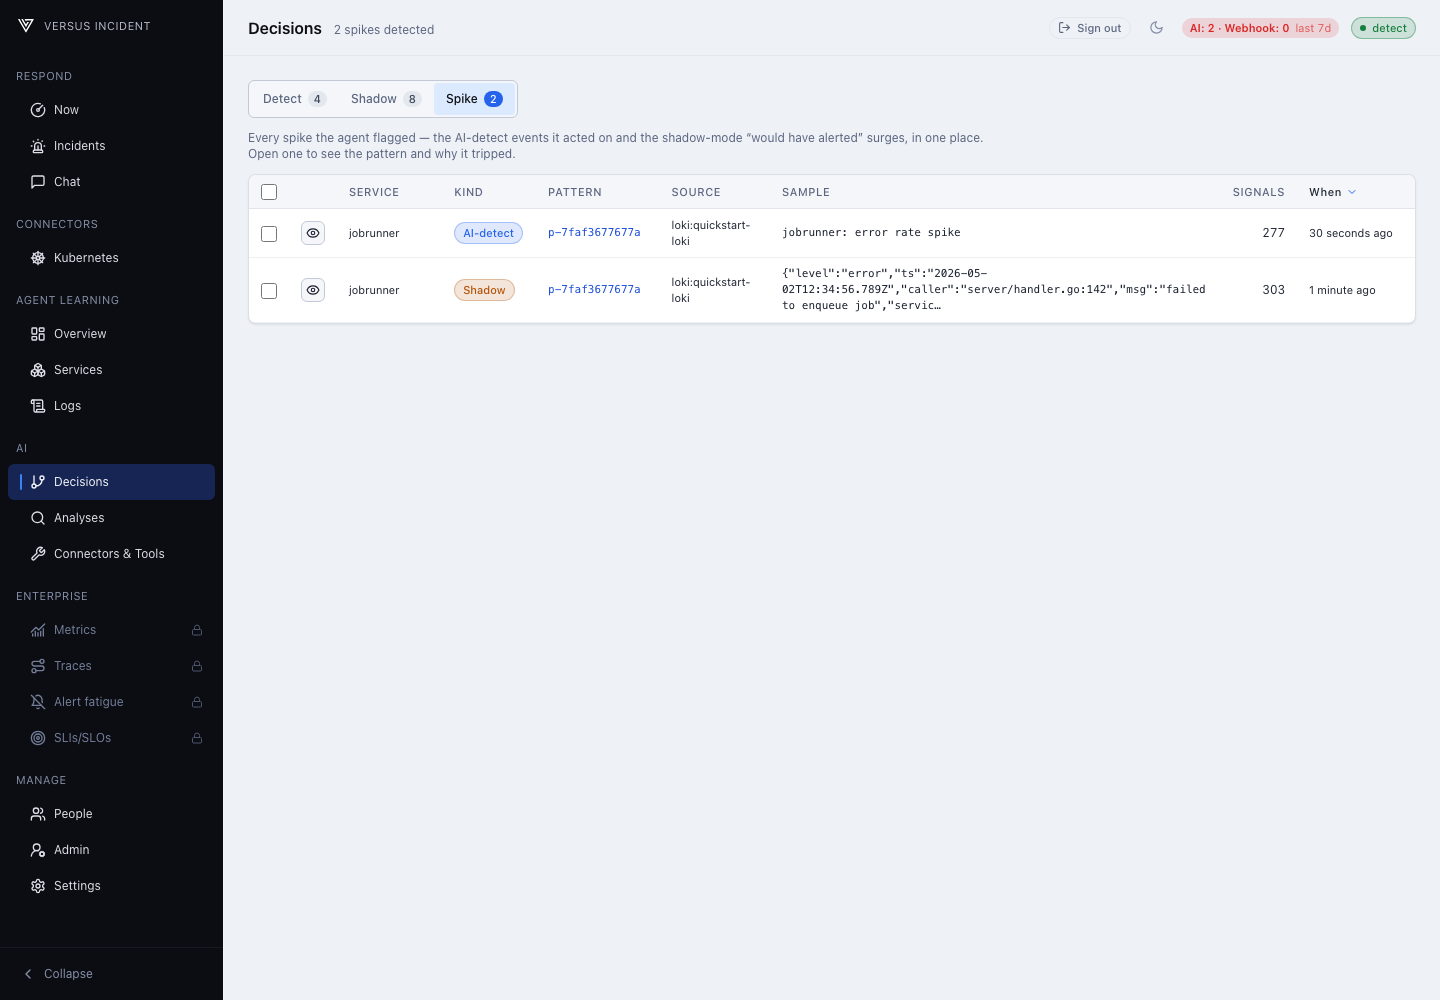 VERSUS INCIDENT
RESPOND
Now
Incidents
Chat
CONNECTORS
Kubernetes
AGENT LEARNING
Overview
Services
Logs
AI
Decisions
Analyses
Connectors & Tools
ENTERPRISE
Metrics
Traces
Alert fatigue
SLIs/SLOs
MANAGE
People
Admin
Settings
Collapse
Decisions 2 spikes detected
Sign out
AI: 2 · Webhook: 0 last 7d
detect
Detect 4 Shadow 8 Spike 2
Every spike the agent flagged — the AI-detect events it acted on and the shadow-mode “would have alerted” surges, in one place.
Open one to see the pattern and why it tripped.
SERVICE KIND PATTERN SOURCE SAMPLE SIGNALS When
jobrunner AI-detect p-7faf3677677a loki:quickstart-
loki jobrunner: error rate spike 277 30 seconds ago
jobrunner Shadow p-7faf3677677a loki:quickstart-
loki {"level":"error","ts":"2026-05-
02T12:34:56.789Z","caller":"server/handler.go:142","msg":"failed
to enqueue job","servic… 303 1 minute ago